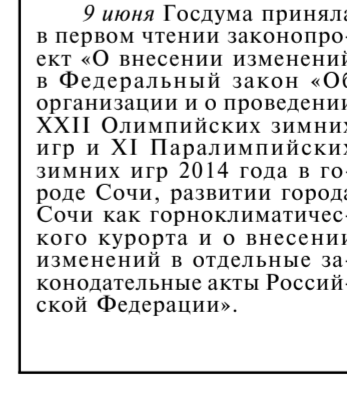 9 июня Госдума приняла
в первом чтении законопро-
ект «О внесении изменений
в Федеральный закон «Об
организации и о проведении
XXII Олимпийских зимних
игр и XI Паралимпийских
зимних игр 2014 года в го-
роде Сочи, развитии города
Сочи как горноклиматичес-
кого курорта и о внесении
изменений в отдельные за-
конодательные акты Россий-
ской Федерации».